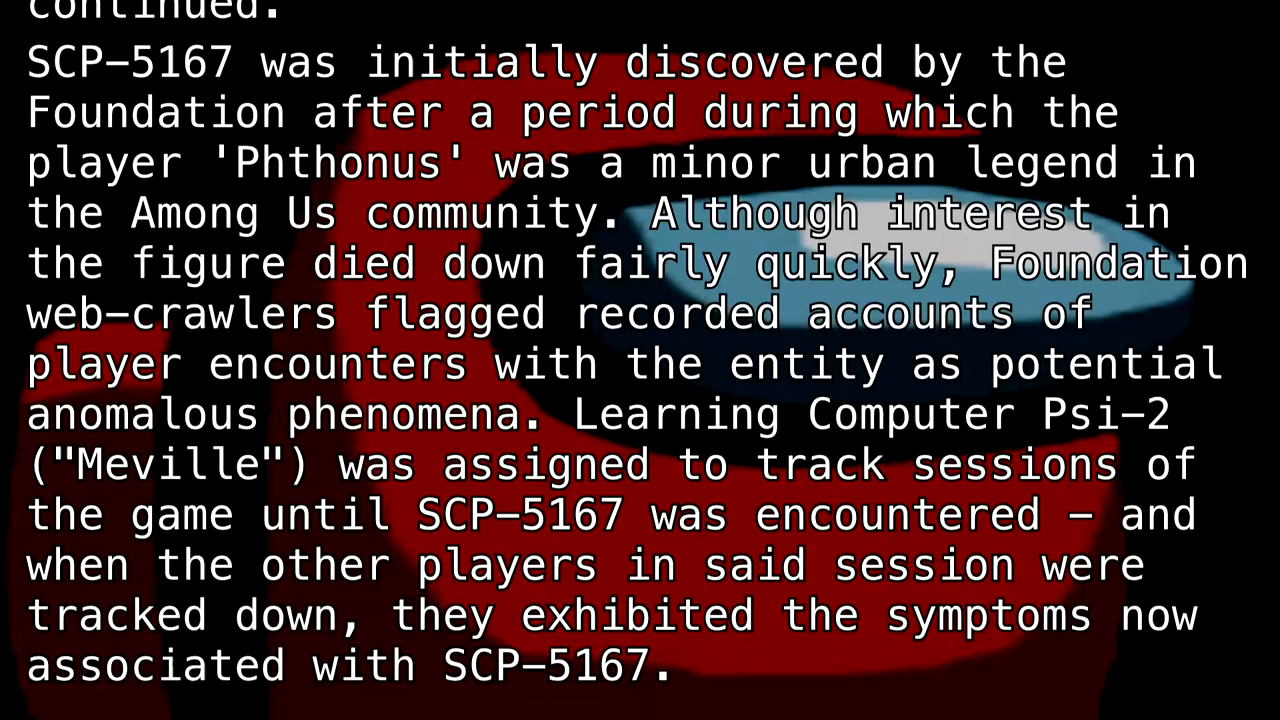 continued.
SCP-5167 was initially discovered by the
Foundation after a period during which the
player 'Phthonus' was a minor urban legend in
the Among Us community. Although interest in
the figure died down fairly quickly, Foundation
web-crawlers flagged recorded accounts of
player encounters with the entity as potential
anomalous phenomena. Learning Computer Psi-2
("Meville") was assigned to track sessions of
the game until SCP-5167 was encountered - and
when the other players in said session were
tracked down, they exhibited the symptoms now
associated with SCP-5167.